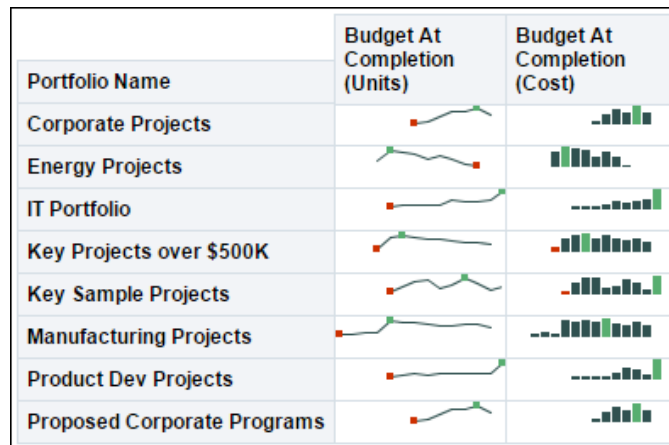 Portfolio Name
Budget At
Completion
(Units)
Budget At
Completion
(Cost)
Corporate Projects
Energy Projects
IT Portfolio
Key Projects over $500K
Key Sample Projects
Manufacturing Projects
Product Dev Projects
Proposed Corporate Programs